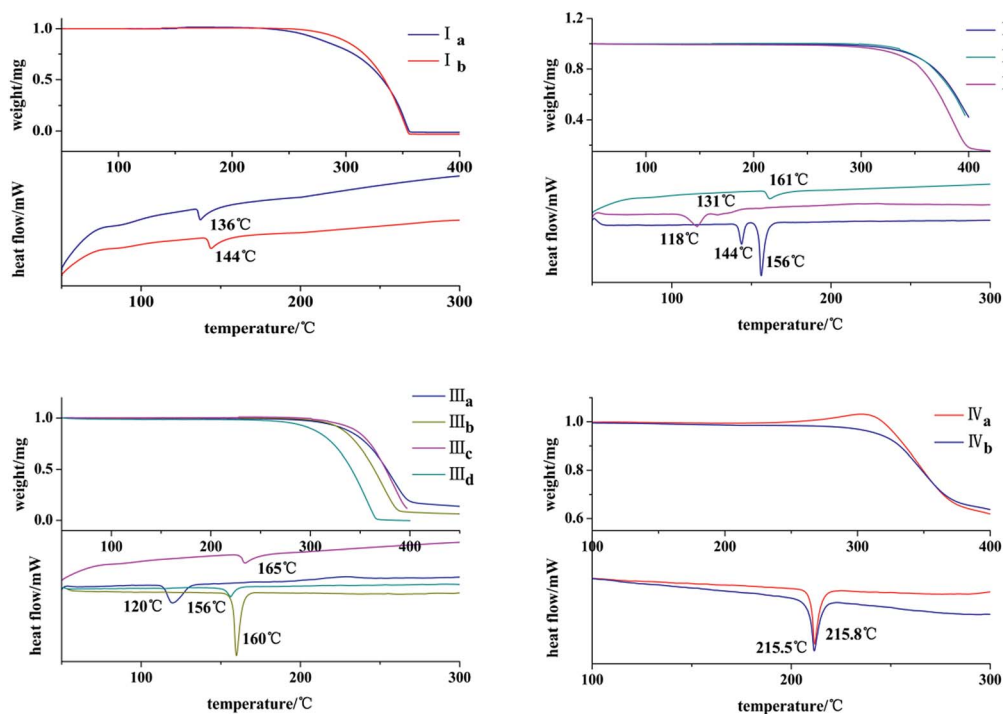 1.0
0.5
0.0
weight/mg
Ⅰa
Ⅰb
100
200
300
400
heat flow/mW
136℃
144℃
100
200
300
temperature/℃
1.2
1.0
0.8
0.4
weight/mg
100
200
300
400
heat flow/mW
161℃
131℃
118℃
144℃
156℃
100
200
300
temperature/℃
1.0
0.5
0.0
weight/mg
Ⅲa
Ⅲb
Ⅲc
Ⅲd
100
200
300
400
heat flow/mW
165℃
120℃
156℃
160℃
100
200
300
temperature/℃
1.0
0.8
0.6
weight/mg
Ⅳa
Ⅳb
100
200
300
400
heat flow/mW
215.5℃
215.8℃
100
200
300
temperature/℃